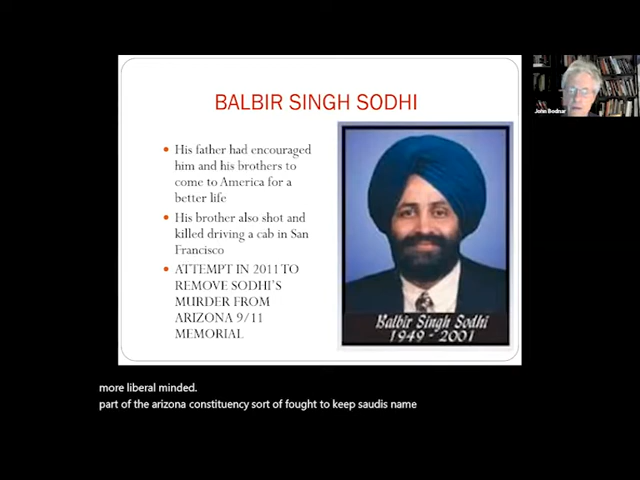 BALBIR SINGH SODHI
His father had encouraged
him and his brothers to
come to America for a
better life
His brother also shot and
killed driving a cab in San
Francisco
ATTEMPT IN 2011 TO
REMOVE SODHI'S
MURDER FROM
ARIZONA 9/11
MEMORIAL
Balbir Singh Sodhi
1949 - 2001
John Bodnar
more liberal minded.
part of the arizona constituency sort of fought to keep saudis name